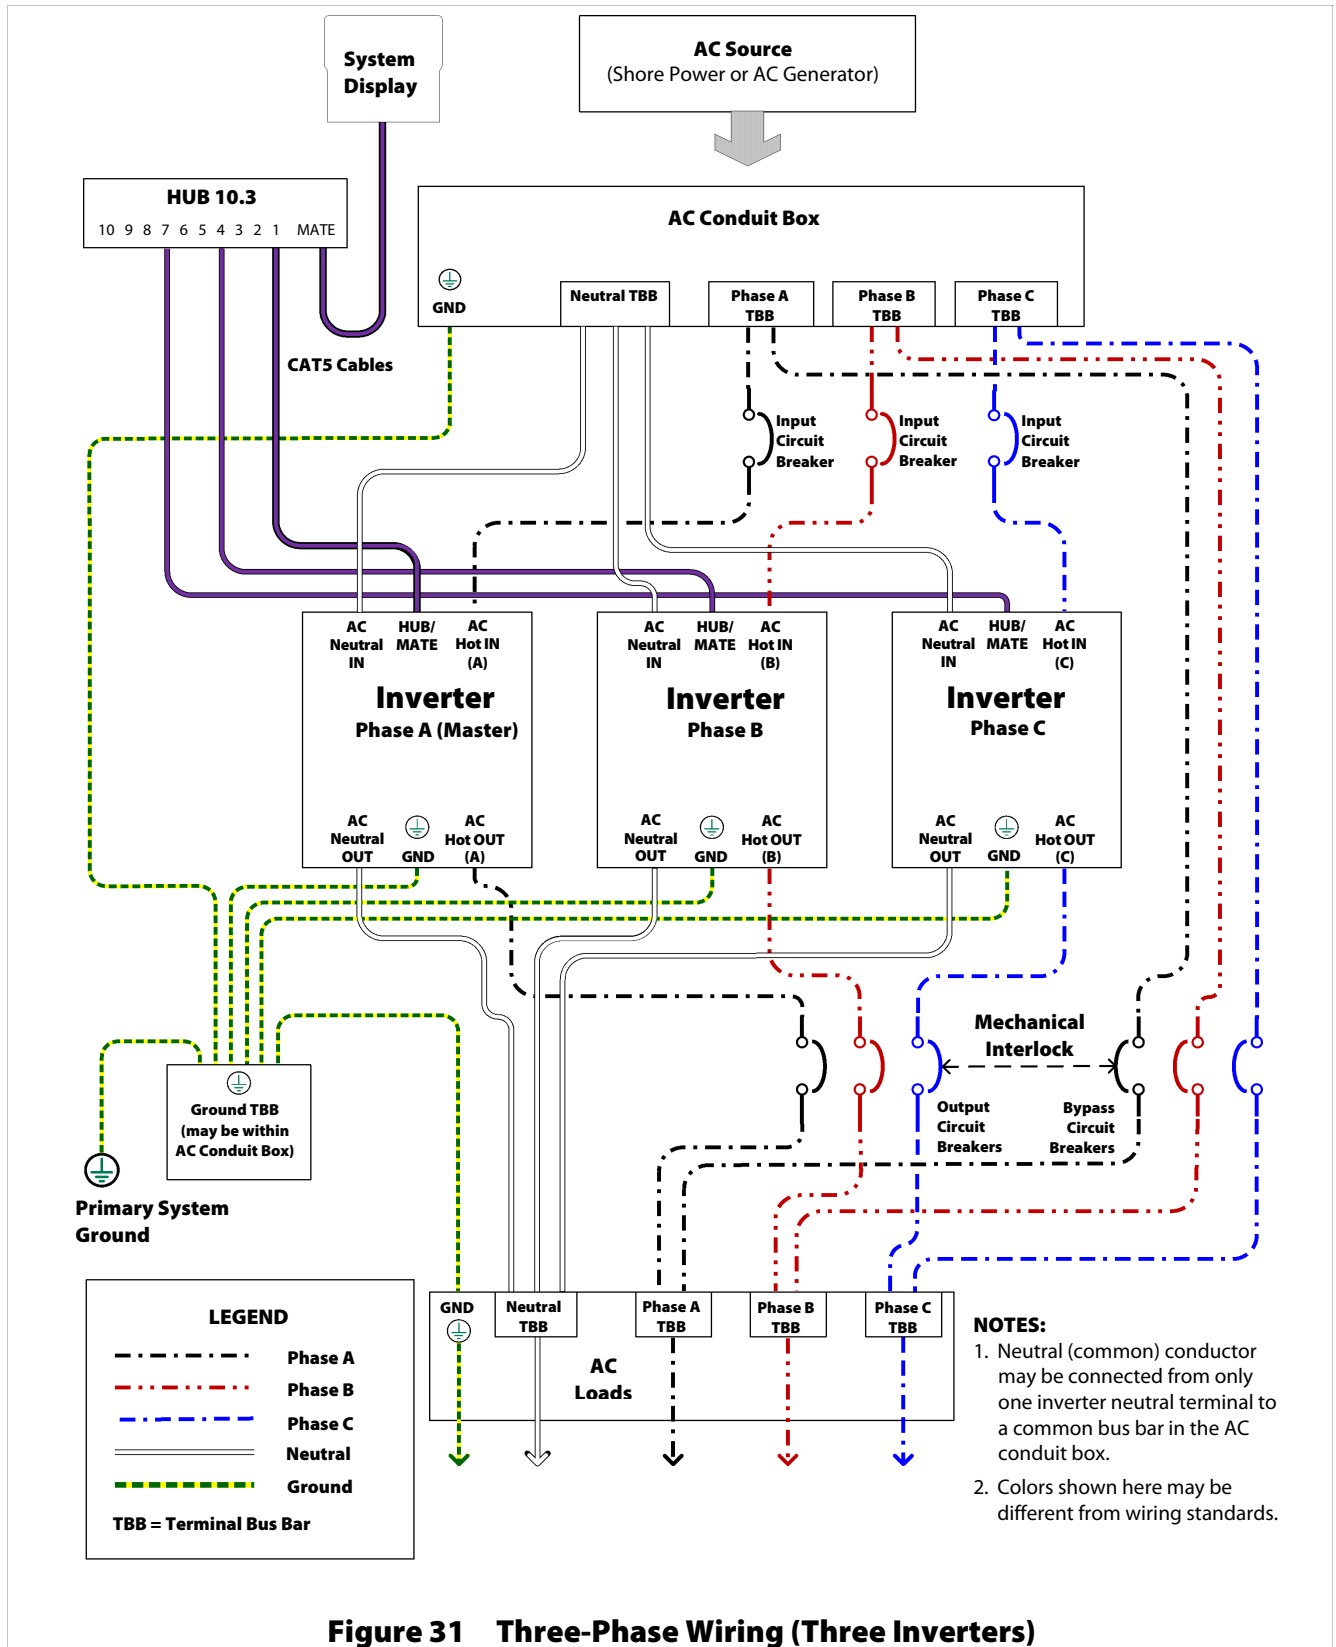 System
Display
AC Source
(Shore Power or AC Generator)
HUB 10.3
10 9 8 7 6 5 4 3 2 1 MATE
AC Conduit Box
GND
Neutral TBB
Phase A
TBB
Phase B
TBB
Phase C
TBB
CAT5 Cables
Input
Circuit
Breaker
Input
Circuit
Breaker
Input
Circuit
Breaker
AC
Neutral
IN
HUB/
MATE
AC
Hot IN
(A)
Inverter
Phase A (Master)
AC
Neutral
OUT
GND
AC
Hot OUT
(A)
AC
Neutral
IN
HUB/
MATE
AC
Hot IN
(B)
Inverter
Phase B
AC
Neutral
OUT
GND
AC
Hot OUT
(B)
AC
Neutral
IN
HUB/
MATE
AC
Hot IN
(C)
Inverter
Phase C
AC
Neutral
OUT
GND
AC
Hot OUT
(C)
Mechanical
Interlock
Output
Circuit
Breakers
Bypass
Circuit
Breakers
Ground TBB
(may be within
AC Conduit Box)
Primary System
Ground
LEGEND
Phase A
Phase B
Phase C
Neutral
Ground
TBB = Terminal Bus Bar
GND
Neutral
TBB
Phase A
TBB
Phase B
TBB
Phase C
TBB
AC
Loads
NOTES:
1. Neutral (common) conductor
may be connected from only
one inverter neutral terminal to
a common bus bar in the AC
conduit box.
2. Colors shown here may be
different from wiring standards.
Figure 31 Three-Phase Wiring (Three Inverters)